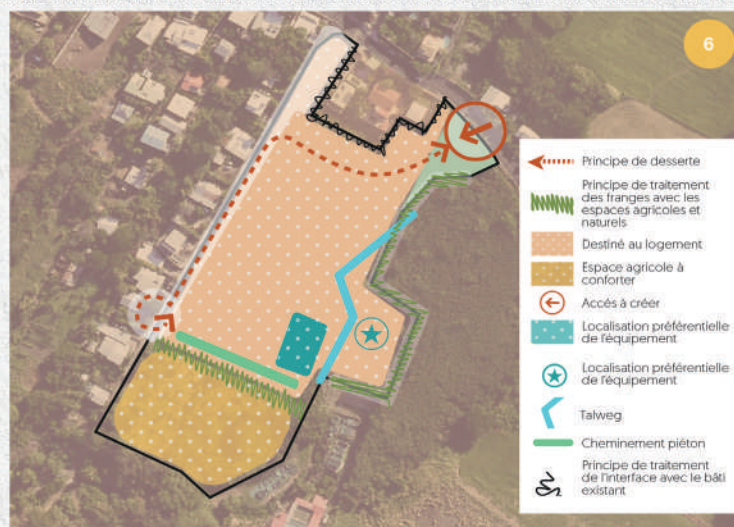 6
Principe de desserte
Principe de traitement
des franges avec les
espaces agricoles et
naturels
Destiné au logement
Espace agricole à
conforter
Accés à créer
Localisation préférentielle
de l'équipement
Localisation préférentielle
de l'équipement
Talweg
Cheminement piéton
Principe de traitement
de l'interface avec le bâti
existant